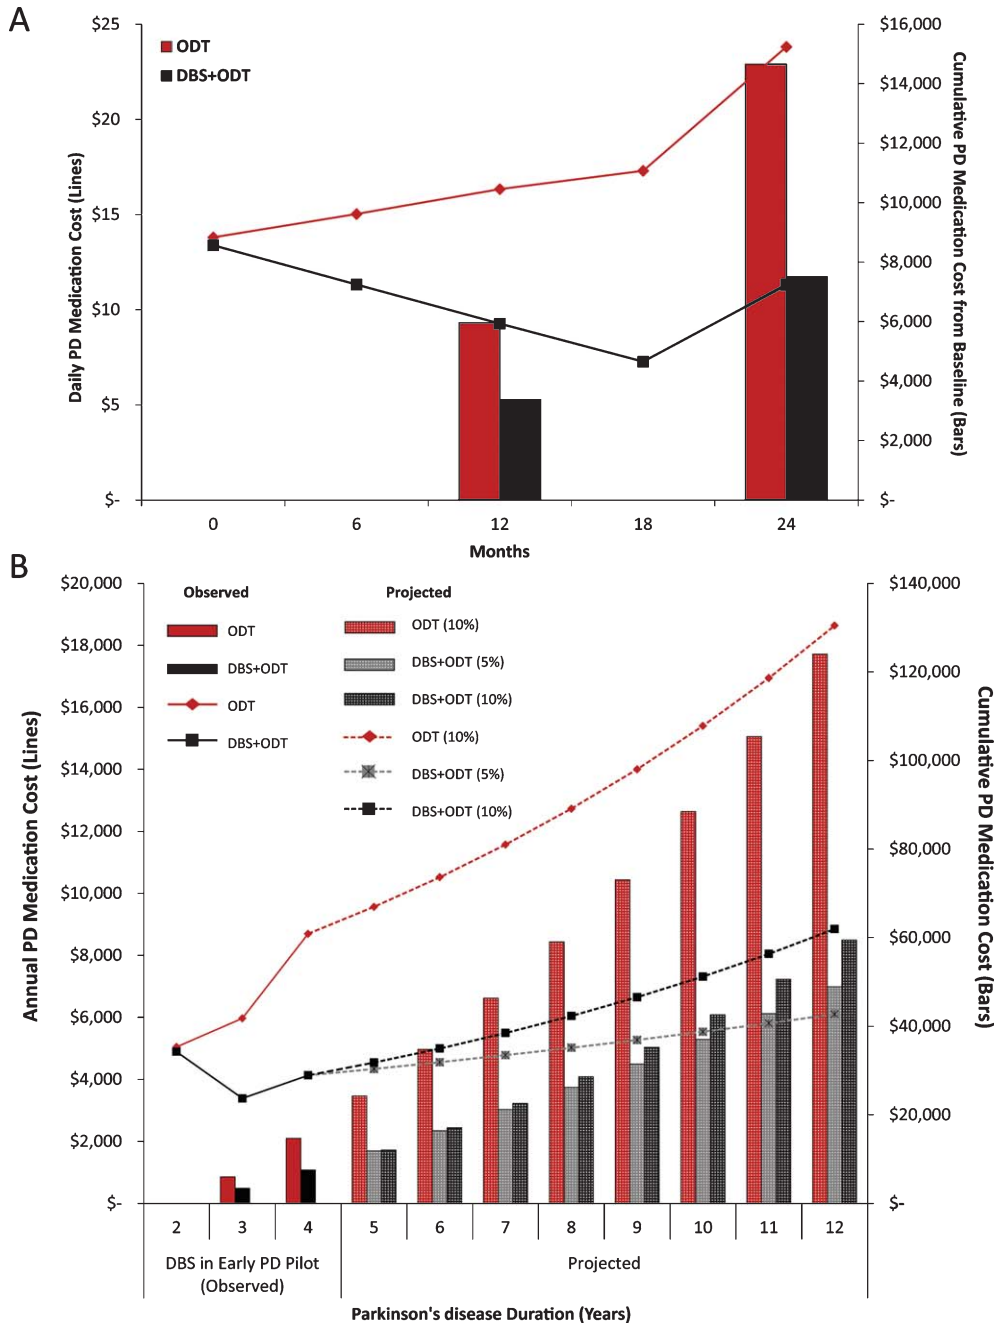 A
$25
$20
$15
$10
$5
$-
Daily PD Medication Cost (Lines)
ODT
DBS+ODT
$16,000
$14,000
$12,000
$10,000
$8,000
$6,000
$4,000
$2,000
$-
Cumulative PD Medication Cost from Baseline (Bars)
0 6 12 18 24
Months
B
$20,000
$18,000
$16,000
$14,000
$12,000
$10,000
$8,000
$6,000
$4,000
$2,000
$-
Annual PD Medication Cost (Lines)
Observed
ODT
DBS+ODT
ODT
DBS+ODT
Projected
ODT (10%)
DBS+ODT (5%)
DBS+ODT (10%)
ODT (10%)
DBS+ODT (5%)
DBS+ODT (10%)
$140,000
$120,000
$100,000
$80,000
$60,000
$40,000
$20,000
$-
Cumulative PD Medication Cost (Bars)
2 3 4 5 6 7 8 9 10 11 12
DBS in Early PD Pilot
(Observed)
Projected
Parkinson's disease Duration (Years)